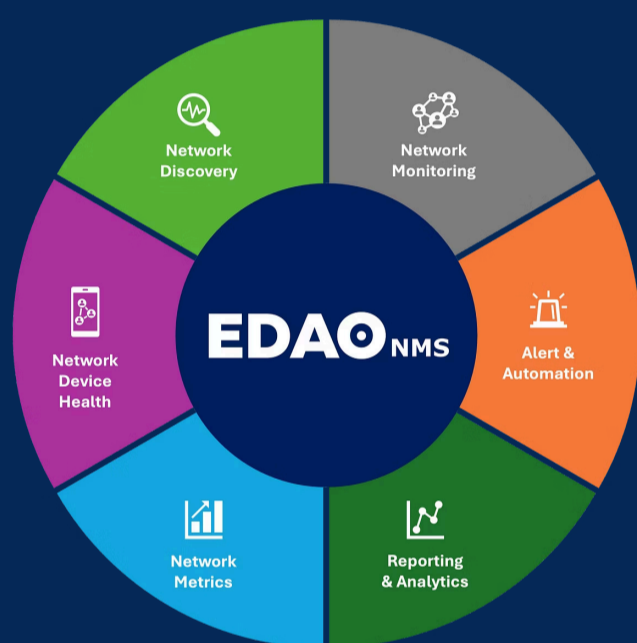 Network
Discovery
Network
Monitoring
Network
Device
Health
EDAO NMS
Alert &
Automation
Network
Metrics
Reporting
& Analytics